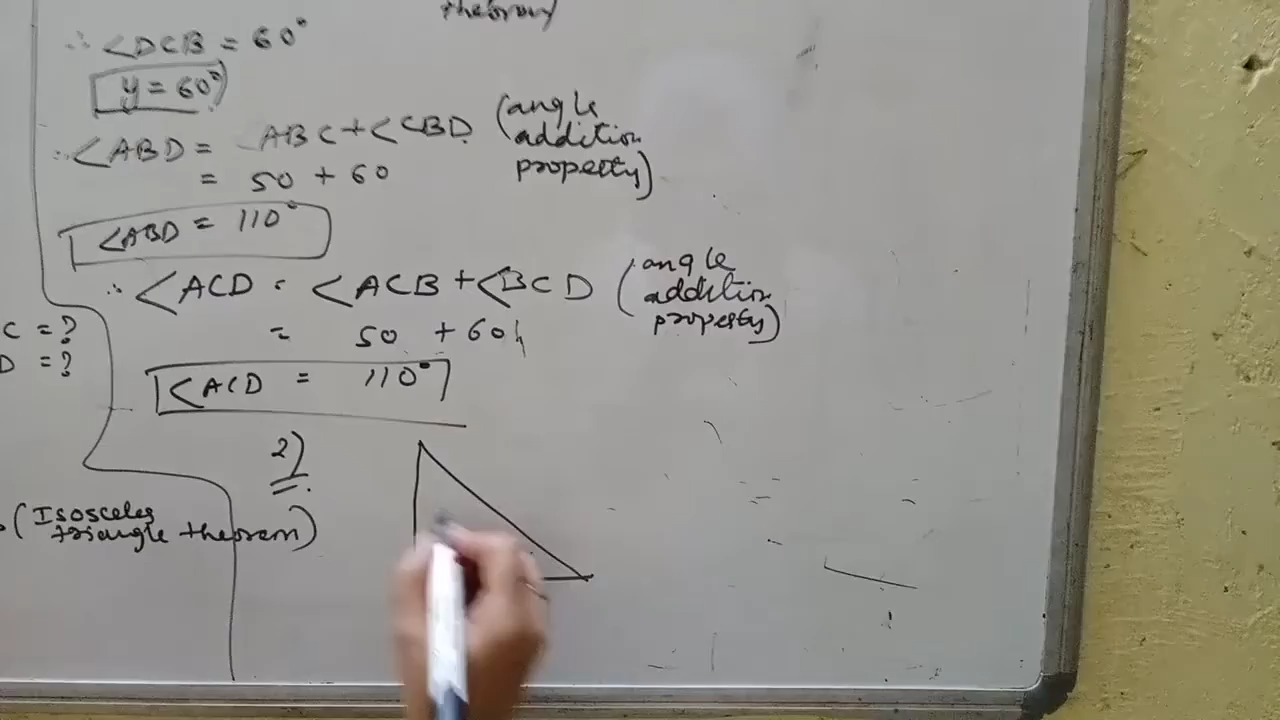 theorem
∴ <DCB = 60°
y = 60°
∴ <ABD = ABC + <CBD (angle addition property)
= 50 + 60
<ABD = 110°
∴ <ACD = <ACB + <BCD (angle addition property)
= 50 + 60
<ACD = 110°
C = ?
D = ?
2)
(Isosceles triangle theorem)